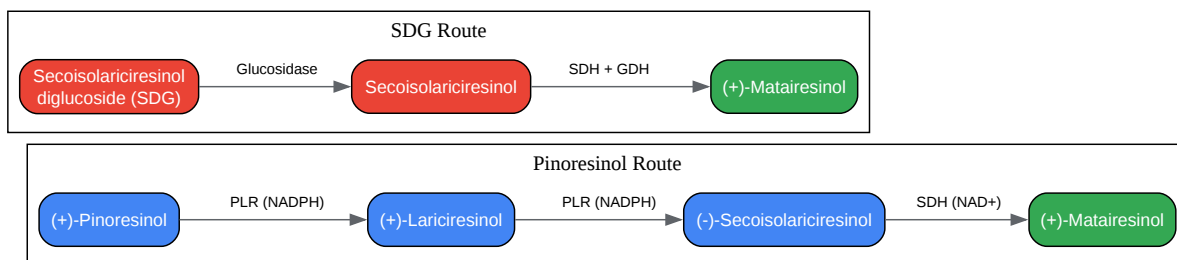 SDG Route
Secoisolariciresinol
diglucoside (SDG)
Glucosidase
Secoisolariciresinol
SDH + GDH
(+)-Matairesinol
Pinoresinol Route
(+)-Pinoresinol
PLR (NADPH)
(+)-Lariciresinol
PLR (NADPH)
(-)-Secoisolariciresinol
SDH (NAD+)
(+)-Matairesinol